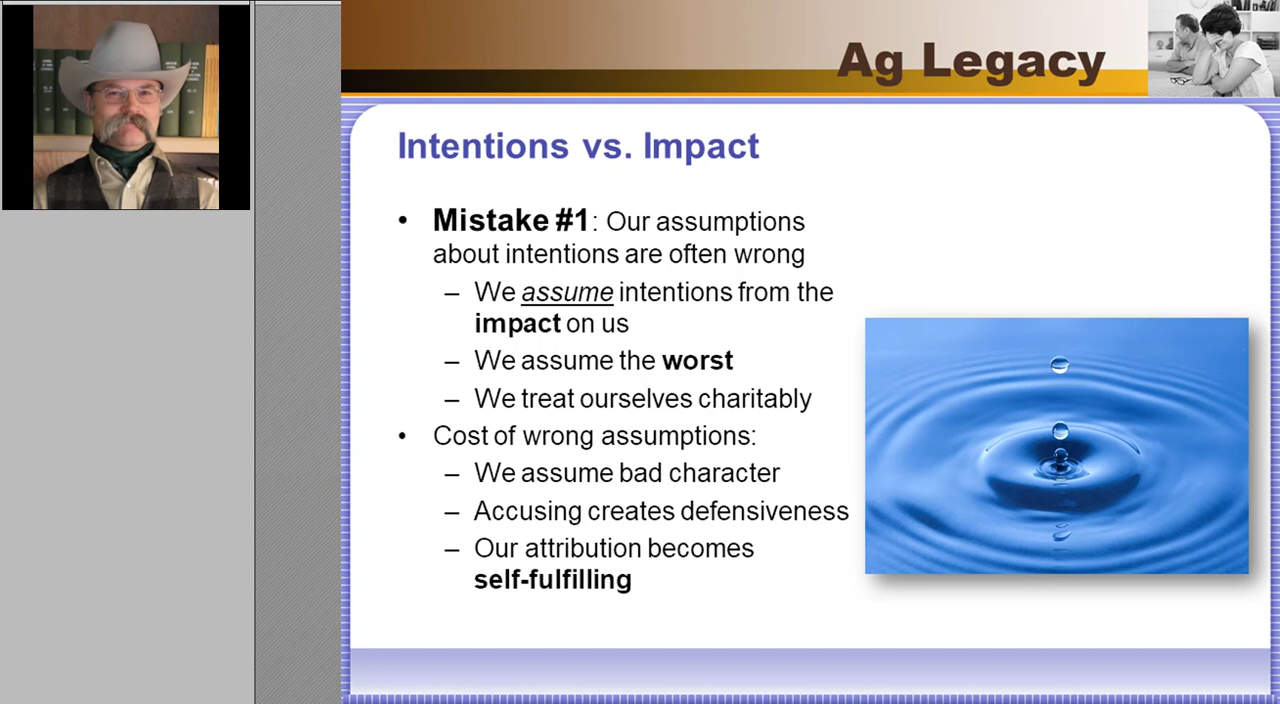 Ag Legacy
Intentions vs. Impact
• Mistake #1: Our assumptions
about intentions are often wrong
– We assume intentions from the
impact on us
– We assume the worst
– We treat ourselves charitably
• Cost of wrong assumptions:
– We assume bad character
– Accusing creates defensiveness
– Our attribution becomes
self-fulfilling